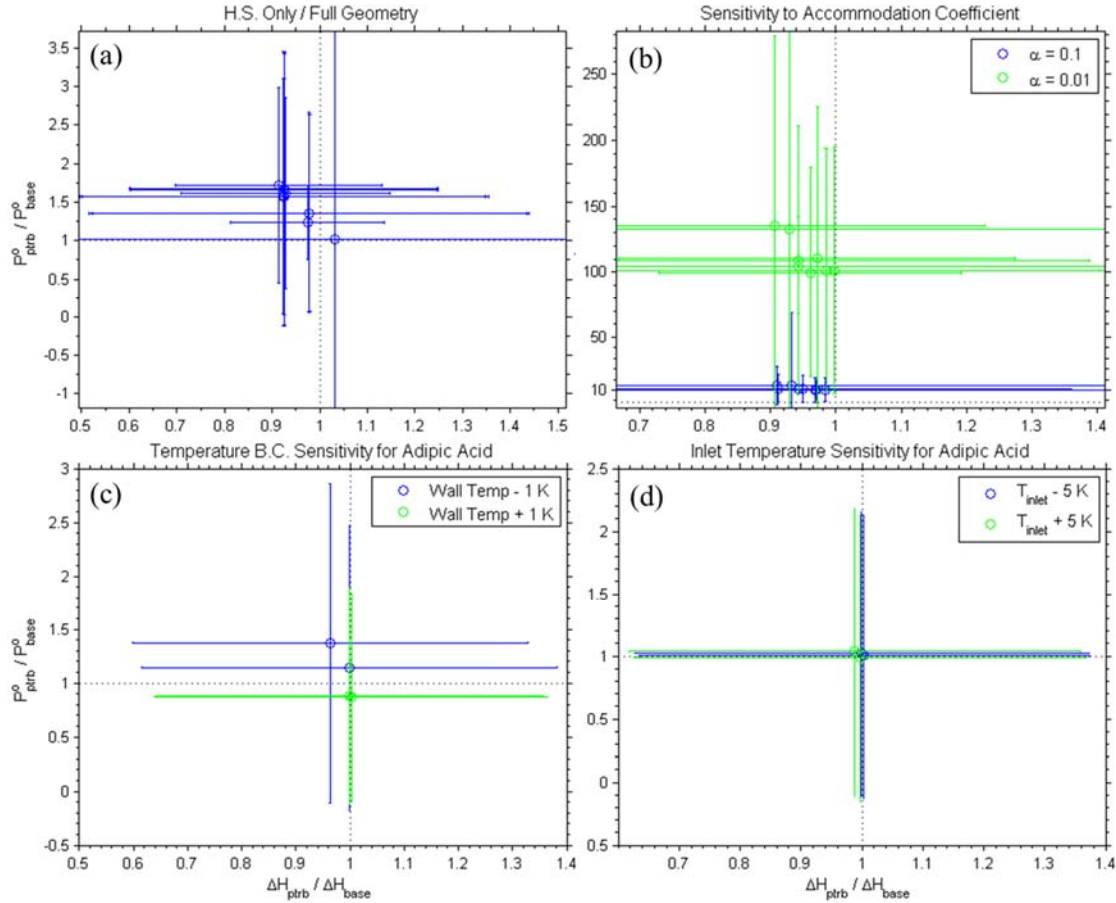 H.S. Only / Full Geometry
(a)
3.5
3
2.5
2
1.5
1
0.5
0
-0.5
-1
P°ptrb / P°base
0.5 0.6 0.7 0.8 0.9 1 1.1 1.2 1.3 1.4 1.5
Sensitivity to Accommodation Coefficient
(b)
α = 0.1
α = 0.01
250
200
150
100
50
10
0.7 0.8 0.9 1 1.1 1.2 1.3 1.4
Temperature B.C. Sensitivity for Adipic Acid
(c)
Wall Temp - 1 K
Wall Temp + 1 K
3
2.5
2
1.5
1
0.5
0
-0.5
P°ptrb / P°base
0.5 0.6 0.7 0.8 0.9 1 1.1 1.2 1.3 1.4
ΔHptrb / ΔHbase
Inlet Temperature Sensitivity for Adipic Acid
(d)
Tinlet - 5 K
Tinlet + 5 K
2.5
2
1.5
1
0.5
0
0.5
0.7 0.8 0.9 1 1.1 1.2 1.3 1.4
ΔHptrb / ΔHbase